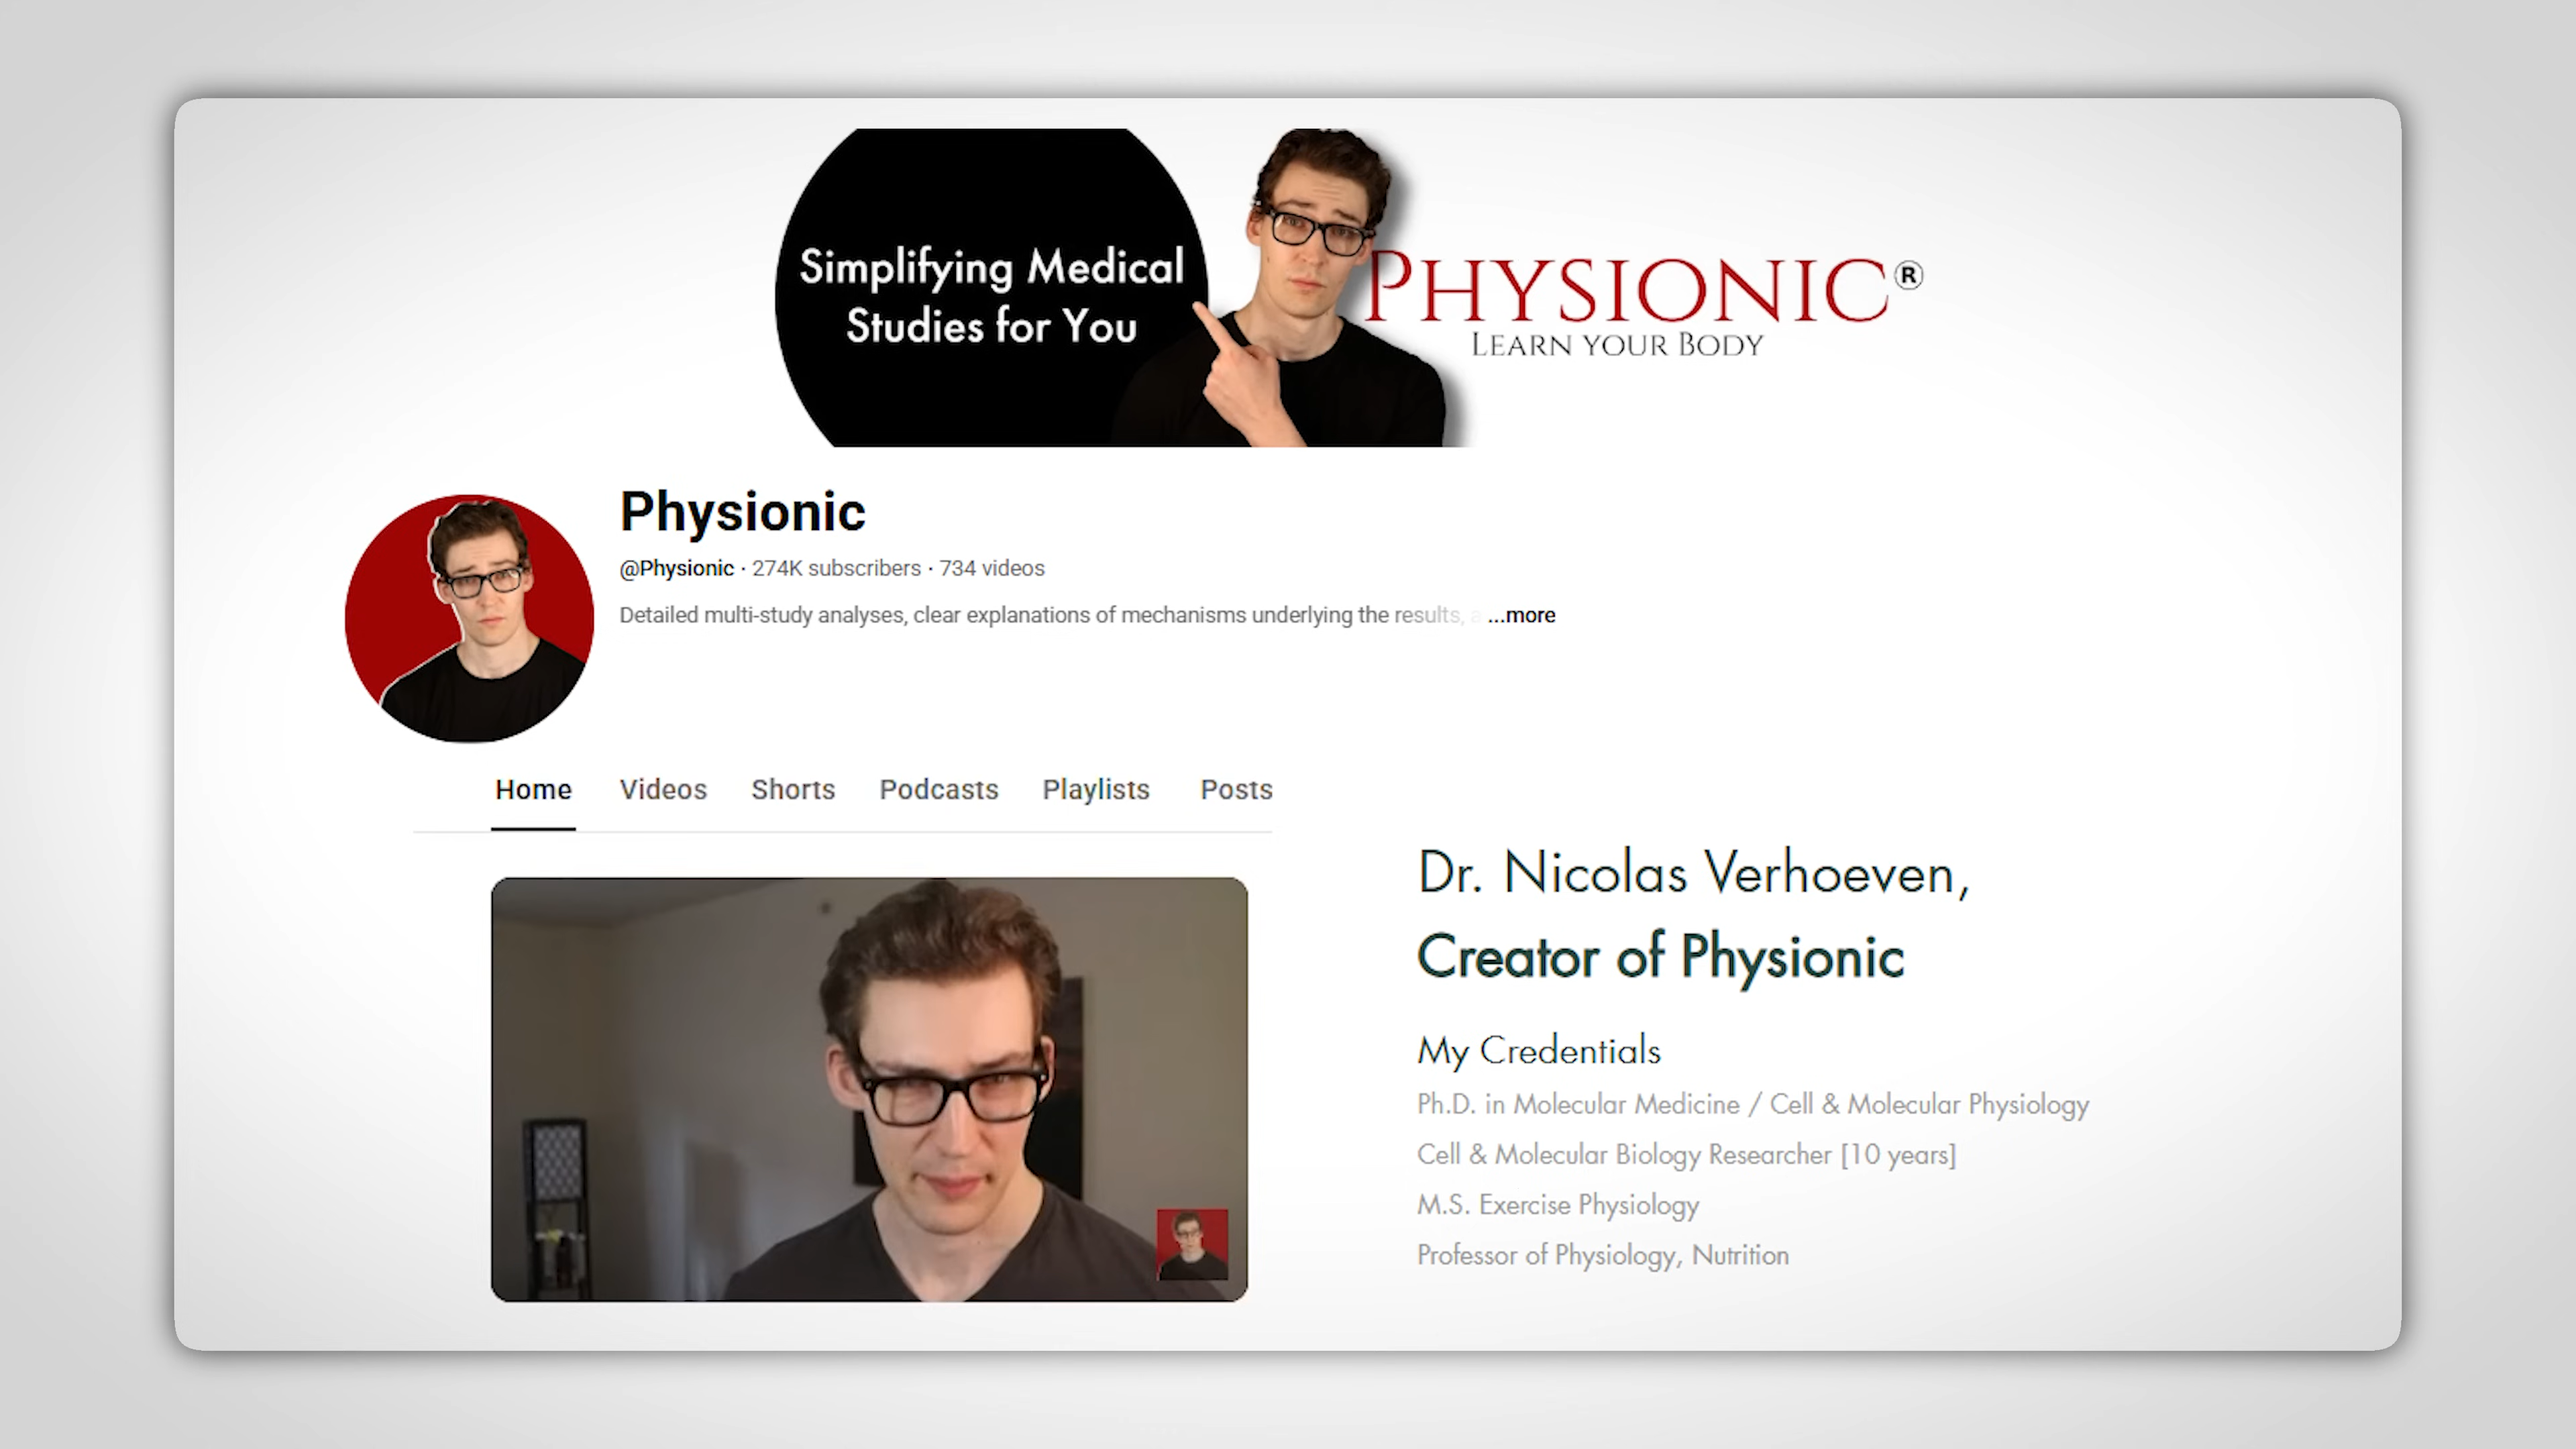 Simplifying Medical
Studies for You
PHYSIONIC®
LEARN YOUR BODY
Physionic
@Physionic · 274K subscribers · 734 videos
Detailed multi-study analyses, clear explanations of mechanisms underlying the results, a ...more
Home Videos Shorts Podcasts Playlists Posts
Dr. Nicolas Verhoeven,
Creator of Physionic
My Credentials
Ph.D. in Molecular Medicine / Cell & Molecular Physiology
Cell & Molecular Biology Researcher [10 years]
M.S. Exercise Physiology
Professor of Physiology, Nutrition